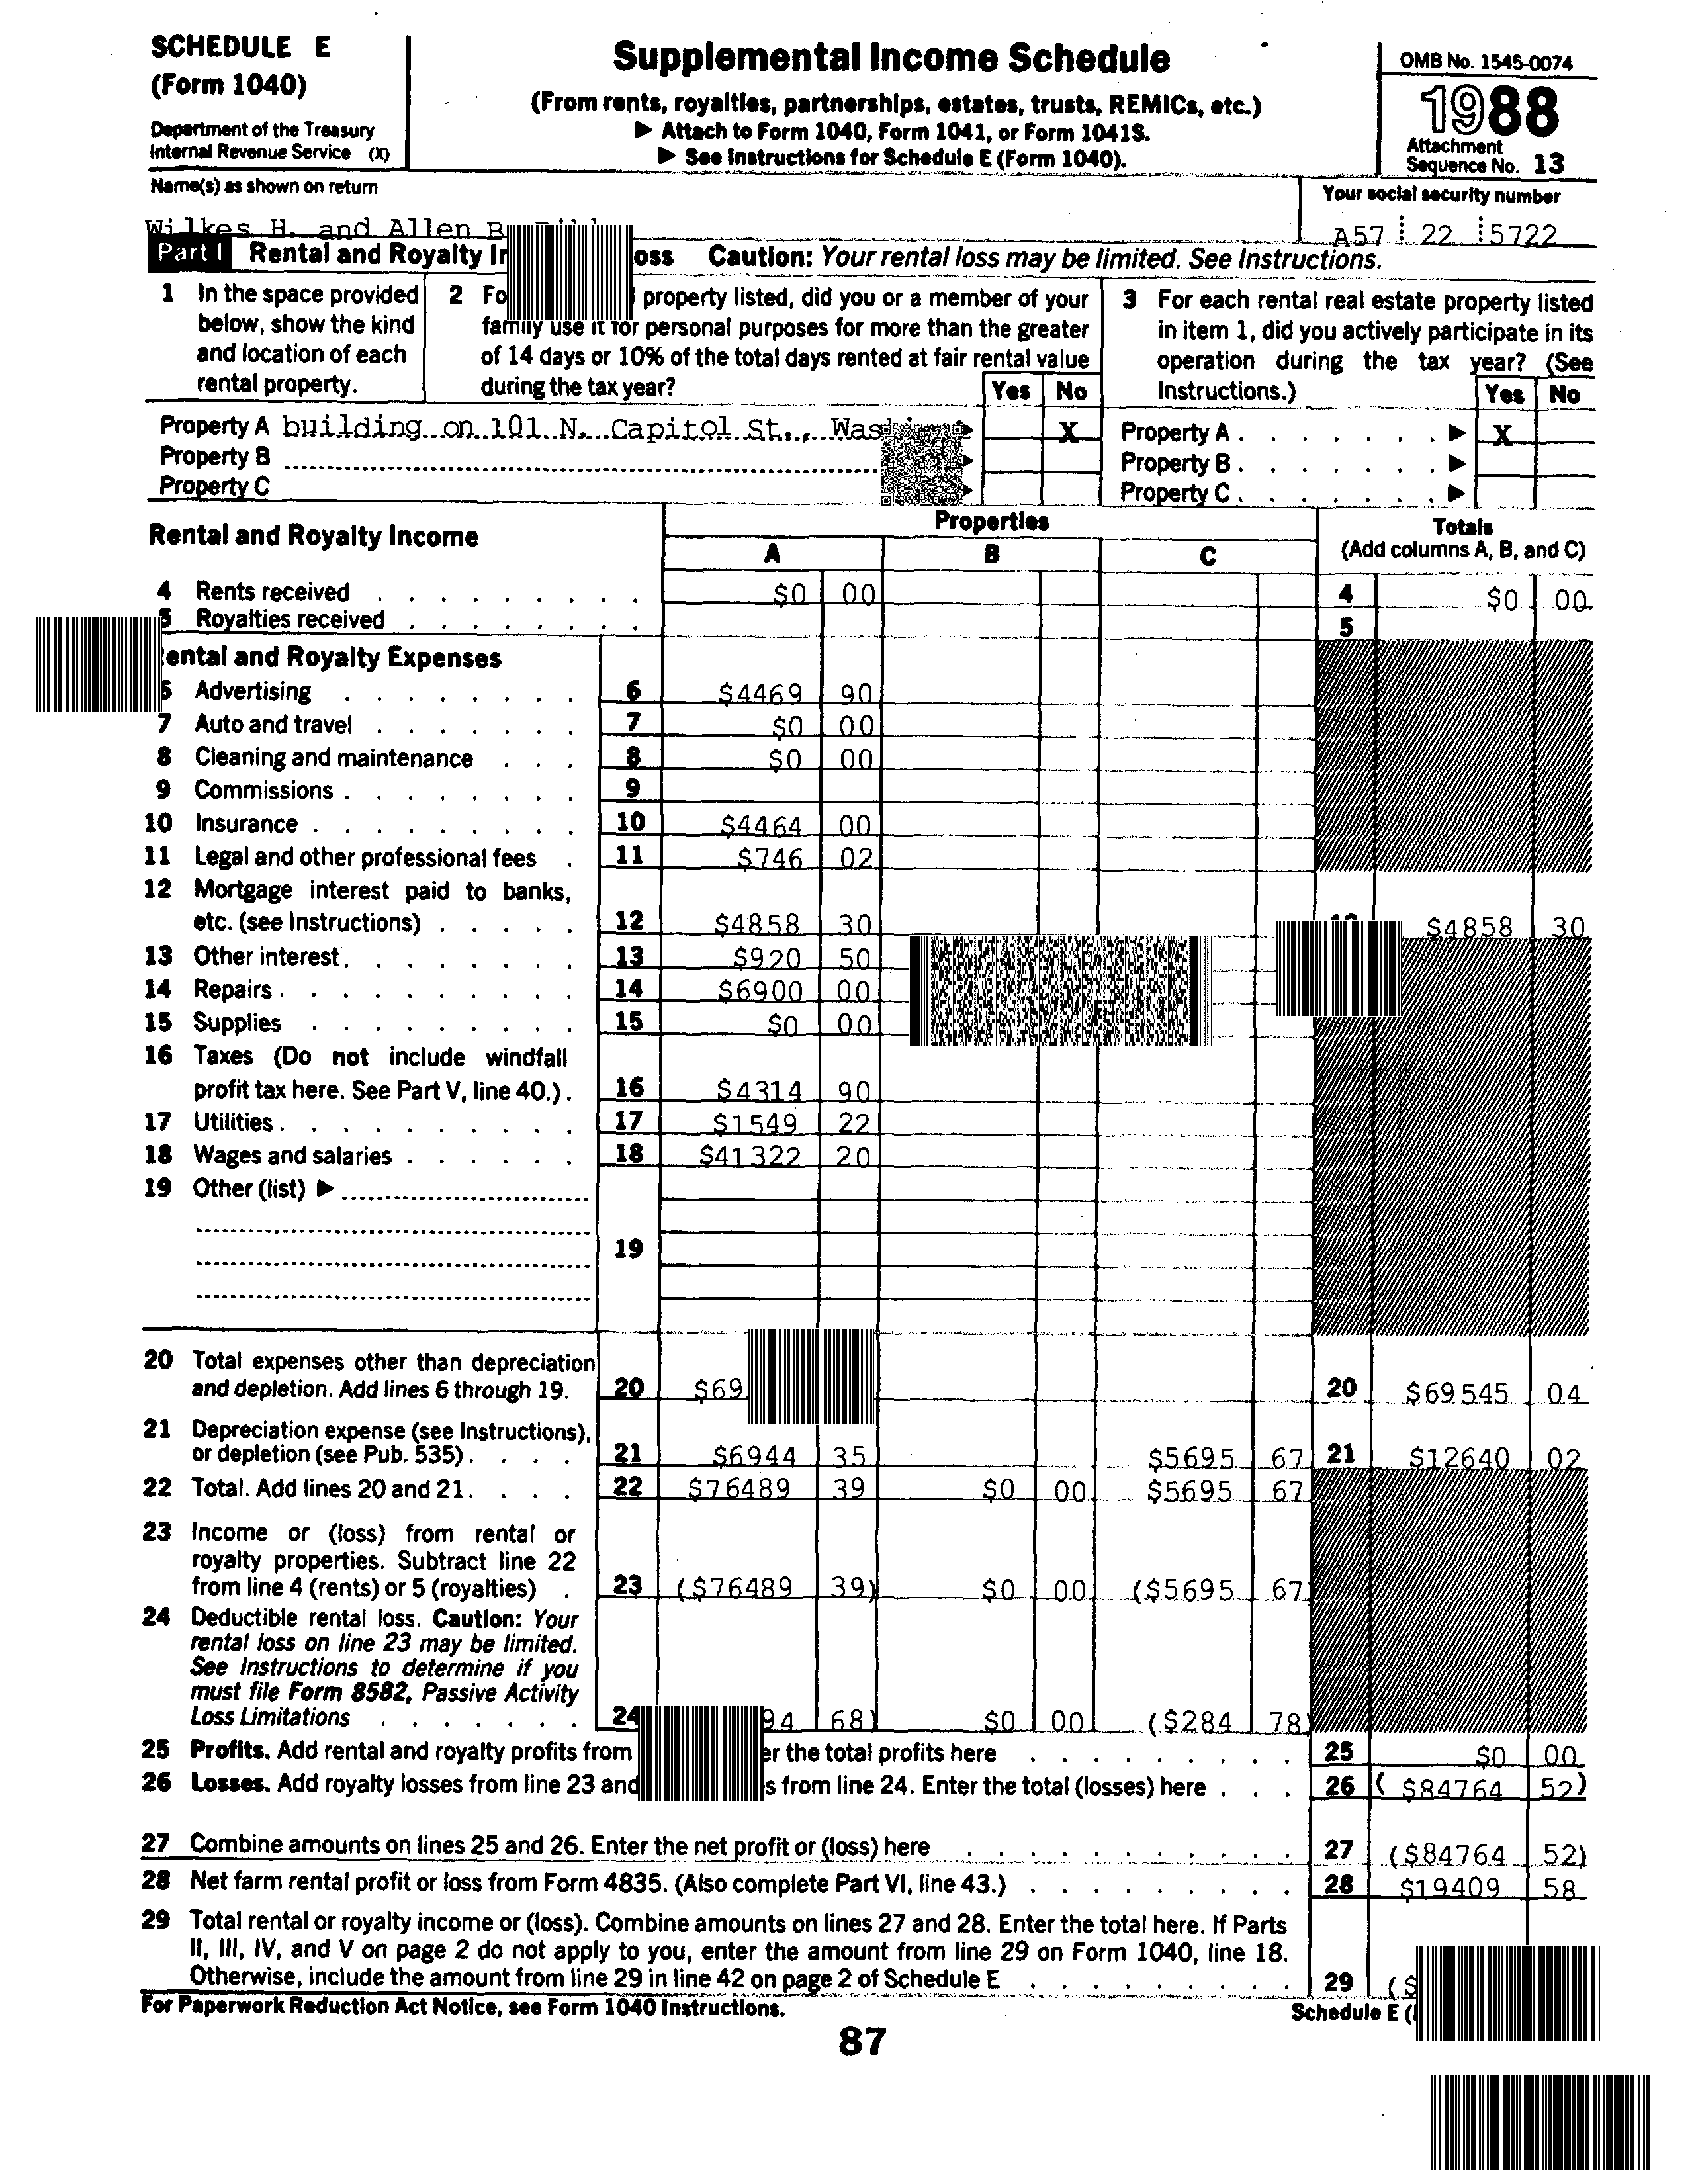 SCHEDULE E
(Form 1040)
Department of the Treasury
Internal Revenue Service (X)
Supplemental Income Schedule
(From rents, royalties, partnerships, estates, trusts, REMICs, etc.)
▶ Attach to Form 1040, Form 1041, or Form 1041S.
▶ See Instructions for Schedule E (Form 1040).
OMB No. 1545-0074
1988
Attachment
Sequence No. 13
Name(s) as shown on return
Your social security number
Wilkes H. and Allen B.
A57 22 5722
Part I Rental and Royalty Caution: Your rental loss may be limited. See Instructions.
1 In the space provided
below, show the kind
and location of each
rental property.
2 property listed, did you or a member of your
family use it for personal purposes for more than the greater
of 14 days or 10% of the total days rented at fair rental value
during the tax year?
Yes No
3 For each rental real estate property listed
in item 1, did you actively participate in its
operation during the tax year? (See
Instructions.)
Yes No
Property A building on 101 N. Capitol St., X
Property B
Property C
Property A . . . . . . . ▶ X
Property B . . . . . . . ▶
Property C . . . . . . . ▶
Rental and Royalty Income
Properties
A B C
Totals
(Add columns A, B, and C)
4 Rents received $0 00 4 $0 00
5 Royalties received 5
Rental and Royalty Expenses
6 Advertising 6 $4469 90
7 Auto and travel 7 $0 00
8 Cleaning and maintenance 8 $0 00
9 Commissions 9
10 Insurance 10 $4464 00
11 Legal and other professional fees 11 $746 02
12 Mortgage interest paid to banks,
etc. (see Instructions) 12 $4858 30 $4858 30
13 Other interest 13 $920 50
14 Repairs 14 $6900 00
15 Supplies 15 $0 00
16 Taxes (Do not include windfall
profit tax here. See Part V, line 40.) 16 $4314 90
17 Utilities 17 $1549 22
18 Wages and salaries 18 $41322 20
19 Other (list) ▶
19
20 Total expenses other than depreciation
and depletion. Add lines 6 through 19. 20 $69 20 $69545 04
21 Depreciation expense (see Instructions),
or depletion (see Pub. 535) 21 $6944 35 $5695 67 21 $12640 02
22 Total. Add lines 20 and 21 22 $76489 39 $0 00 $5695 67
23 Income or (loss) from rental or
royalty properties. Subtract line 22
from line 4 (rents) or 5 (royalties) 23 ($76489 39) $0 00 ($5695 67
24 Deductible rental loss. Caution: Your
rental loss on line 23 may be limited.
See Instructions to determine if you
must file Form 8582, Passive Activity
Loss Limitations 24 94 68) $0 00 ($284 78)
25 Profits. Add rental and royalty profits from the total profits here 25 $0 00
26 Losses. Add royalty losses from line 23 and from line 24. Enter the total (losses) here 26 ( $84764 52)
27 Combine amounts on lines 25 and 26. Enter the net profit or (loss) here 27 ($84764 52)
28 Net farm rental profit or loss from Form 4835. (Also complete Part VI, line 43.) 28 $19409 58
29 Total rental or royalty income or (loss). Combine amounts on lines 27 and 28. Enter the total here. If Parts
II, III, IV, and V on page 2 do not apply to you, enter the amount from line 29 on Form 1040, line 18.
Otherwise, include the amount from line 29 in line 42 on page 2 of Schedule E 29 ($
For Paperwork Reduction Act Notice, see Form 1040 Instructions.
Schedule E
87